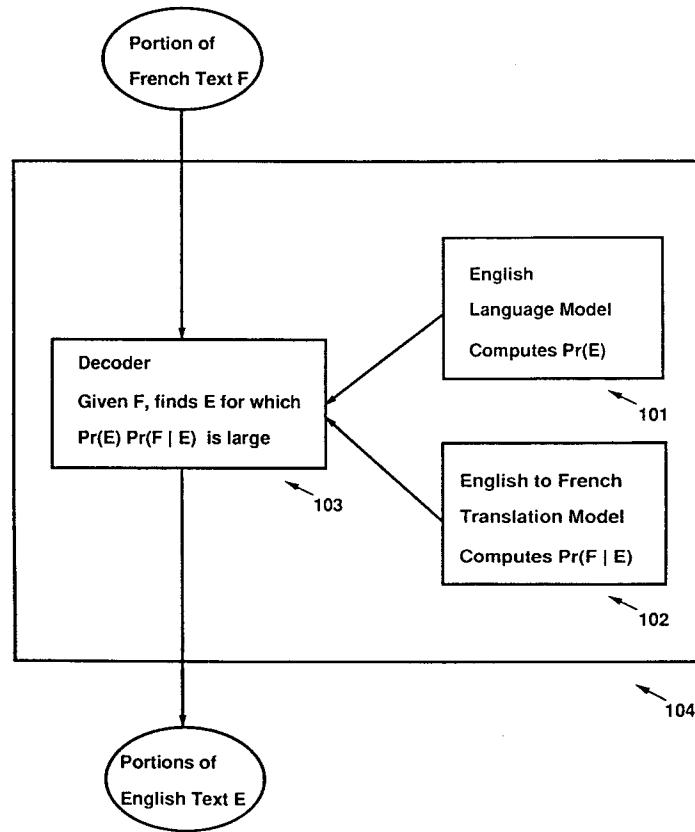 Portion of
French Text F
English
Language Model
Computes Pr(E)
101
Decoder
Given F, finds E for which
Pr(E) Pr(F | E) is large
103
English to French
Translation Model
Computes Pr(F | E)
102
104
Portions of
English Text E